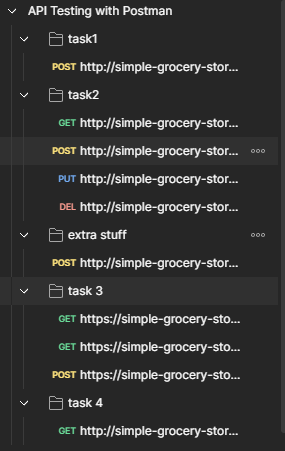 API Testing with Postman
task1
POST http://simple-grocery-stor...
task2
GET http://simple-grocery-stor...
POST http://simple-grocery-stor...
PUT http://simple-grocery-stor...
DEL http://simple-grocery-stor...
extra stuff
POST http://simple-grocery-stor...
task 3
GET https://simple-grocery-sto...
GET https://simple-grocery-sto...
POST https://simple-grocery-sto...
task 4
GET http://simple-grocery-stor...